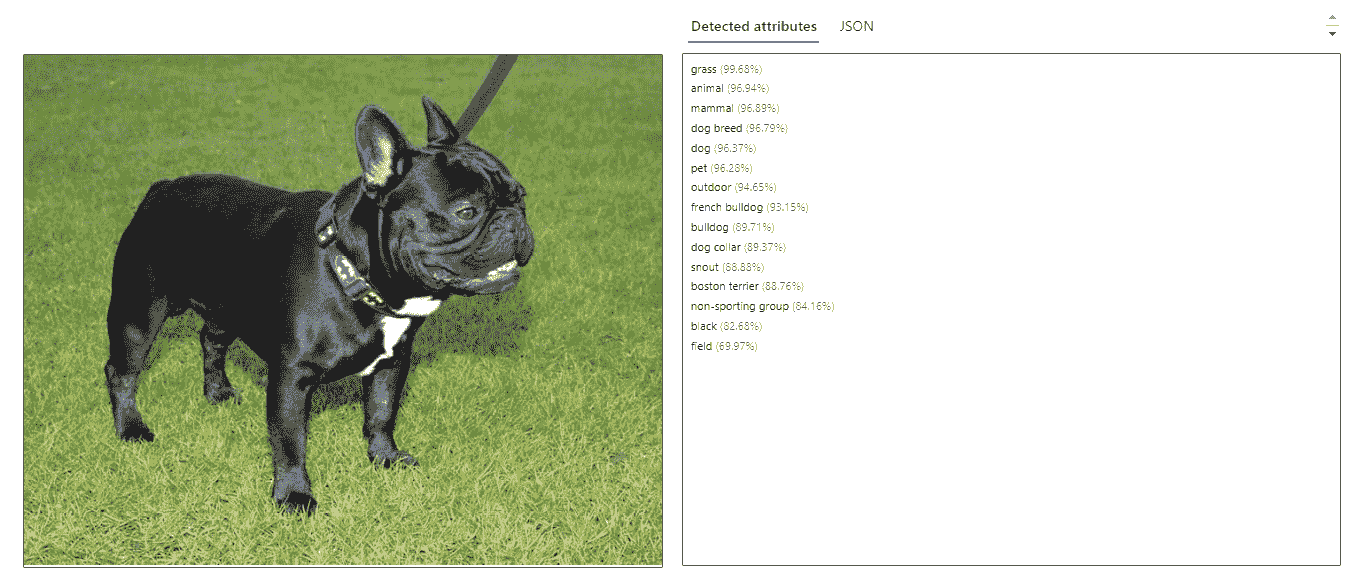 Detected attributes JSON
grass (99.68%)
animal (96.94%)
mammal (96.89%)
dog breed (96.79%)
dog (96.37%)
pet (96.28%)
outdoor (94.65%)
french bulldog (93.15%)
bulldog (89.71%)
dog collar (89.37%)
snout (88.88%)
boston terrier (88.76%)
non-sporting group (84.16%)
black (82.68%)
field (69.97%)